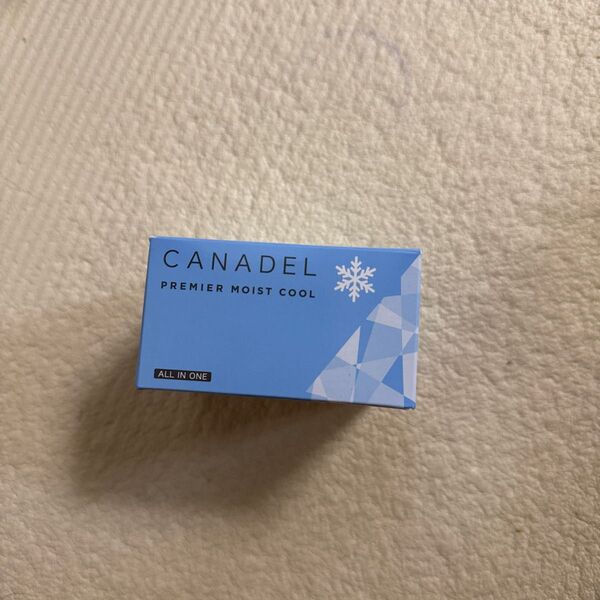 CANADEL
PREMIER MOIST COOL
ALL IN ONE